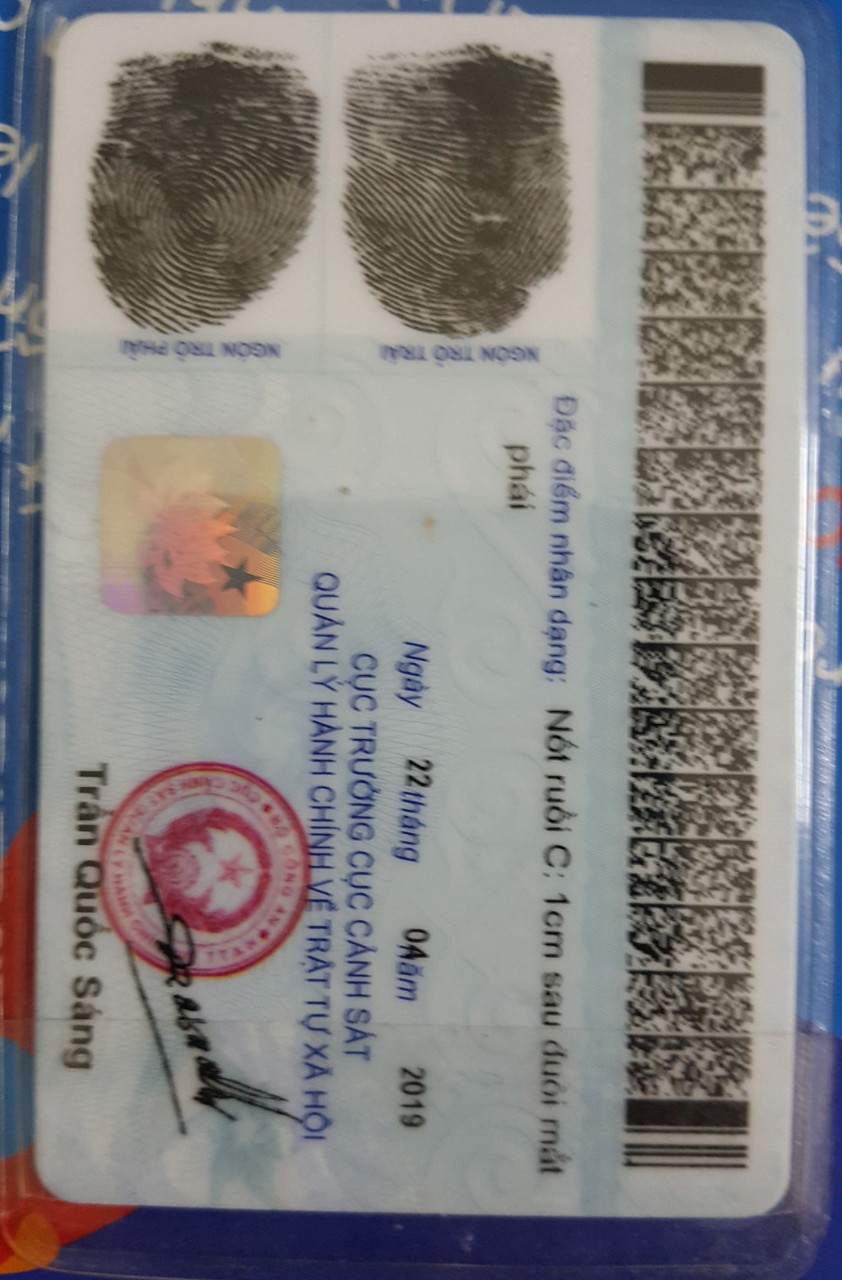 Đặc điểm nhân dạng: Nốt ruồi C: 1cm sau đuôi mắt
phải
Ngày 22 tháng 04 năm 2019
CỤC TRƯỞNG CỤC CẢNH SÁT
QUẢN LÝ HÀNH CHÍNH VỀ TRẬT TỰ XÃ HỘI
Trần Quốc Sáng
NGÓN TRỎ TRÁI
NGÓN TRỎ PHẢI